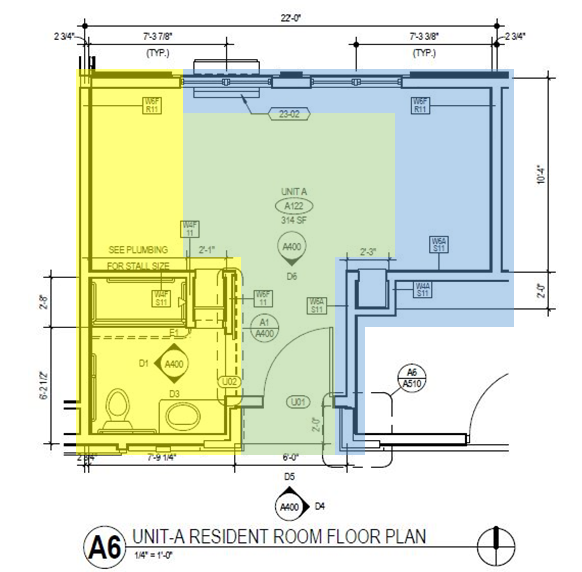 22'-0"
2 3/4" 7'-3 7/8" 7'-3 3/8" 2 3/4"
(TYP.) (TYP.)
W6F
R11
W6F
R11
23-02
10'-4"
UNIT A
A122
314 SF
W4F
11
W6A
S11
A400
D6
SEE PLUMBING
FOR STALL SIZE
2'-1"
2'-3"
W4F
S11
W6F
11
W6A
S11
W4A
S11
2'-8"
2'-0"
E1
A1
A400
D1
A400
D3
U02
U01
A6
A510
6'-2 1/2"
2'-0"
7'-9 1/4" 6'-0"
D5
A400
D4
A6
UNIT-A RESIDENT ROOM FLOOR PLAN
1/4" = 1'-0"